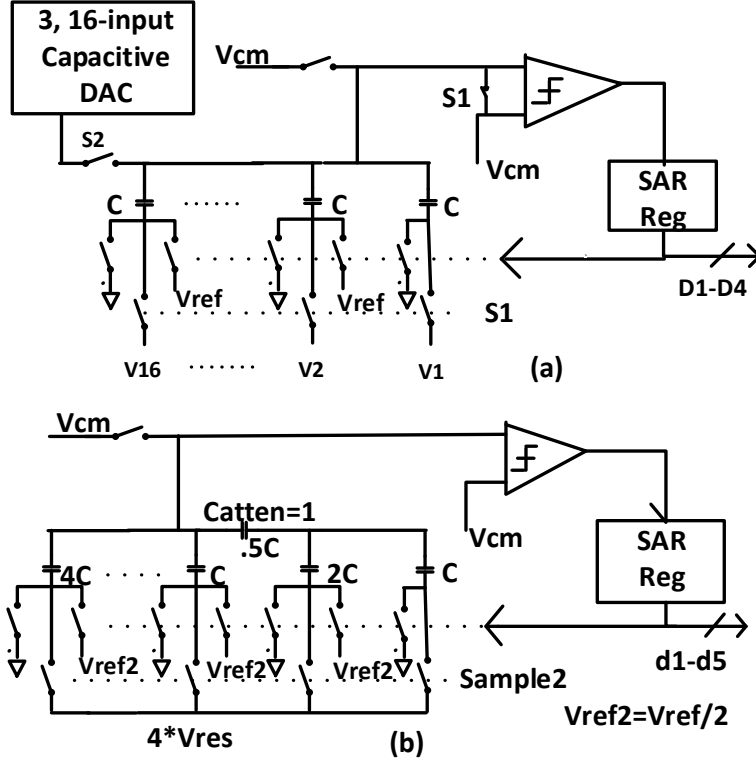 3, 16-input
Capacitive
DAC
Vcm
S1
S2
Vcm
SAR
Reg
C
......
C
C
Vref
Vref
D1-D4
S1
V16
.......
V2
V1
(a)
Vcm
Catten=1
.5C
Vcm
SAR
Reg
4C
C
2C
C
Vref2
Vref2
Vref2
d1-d5
Sample2
Vref2=Vref/2
4*Vres
(b)